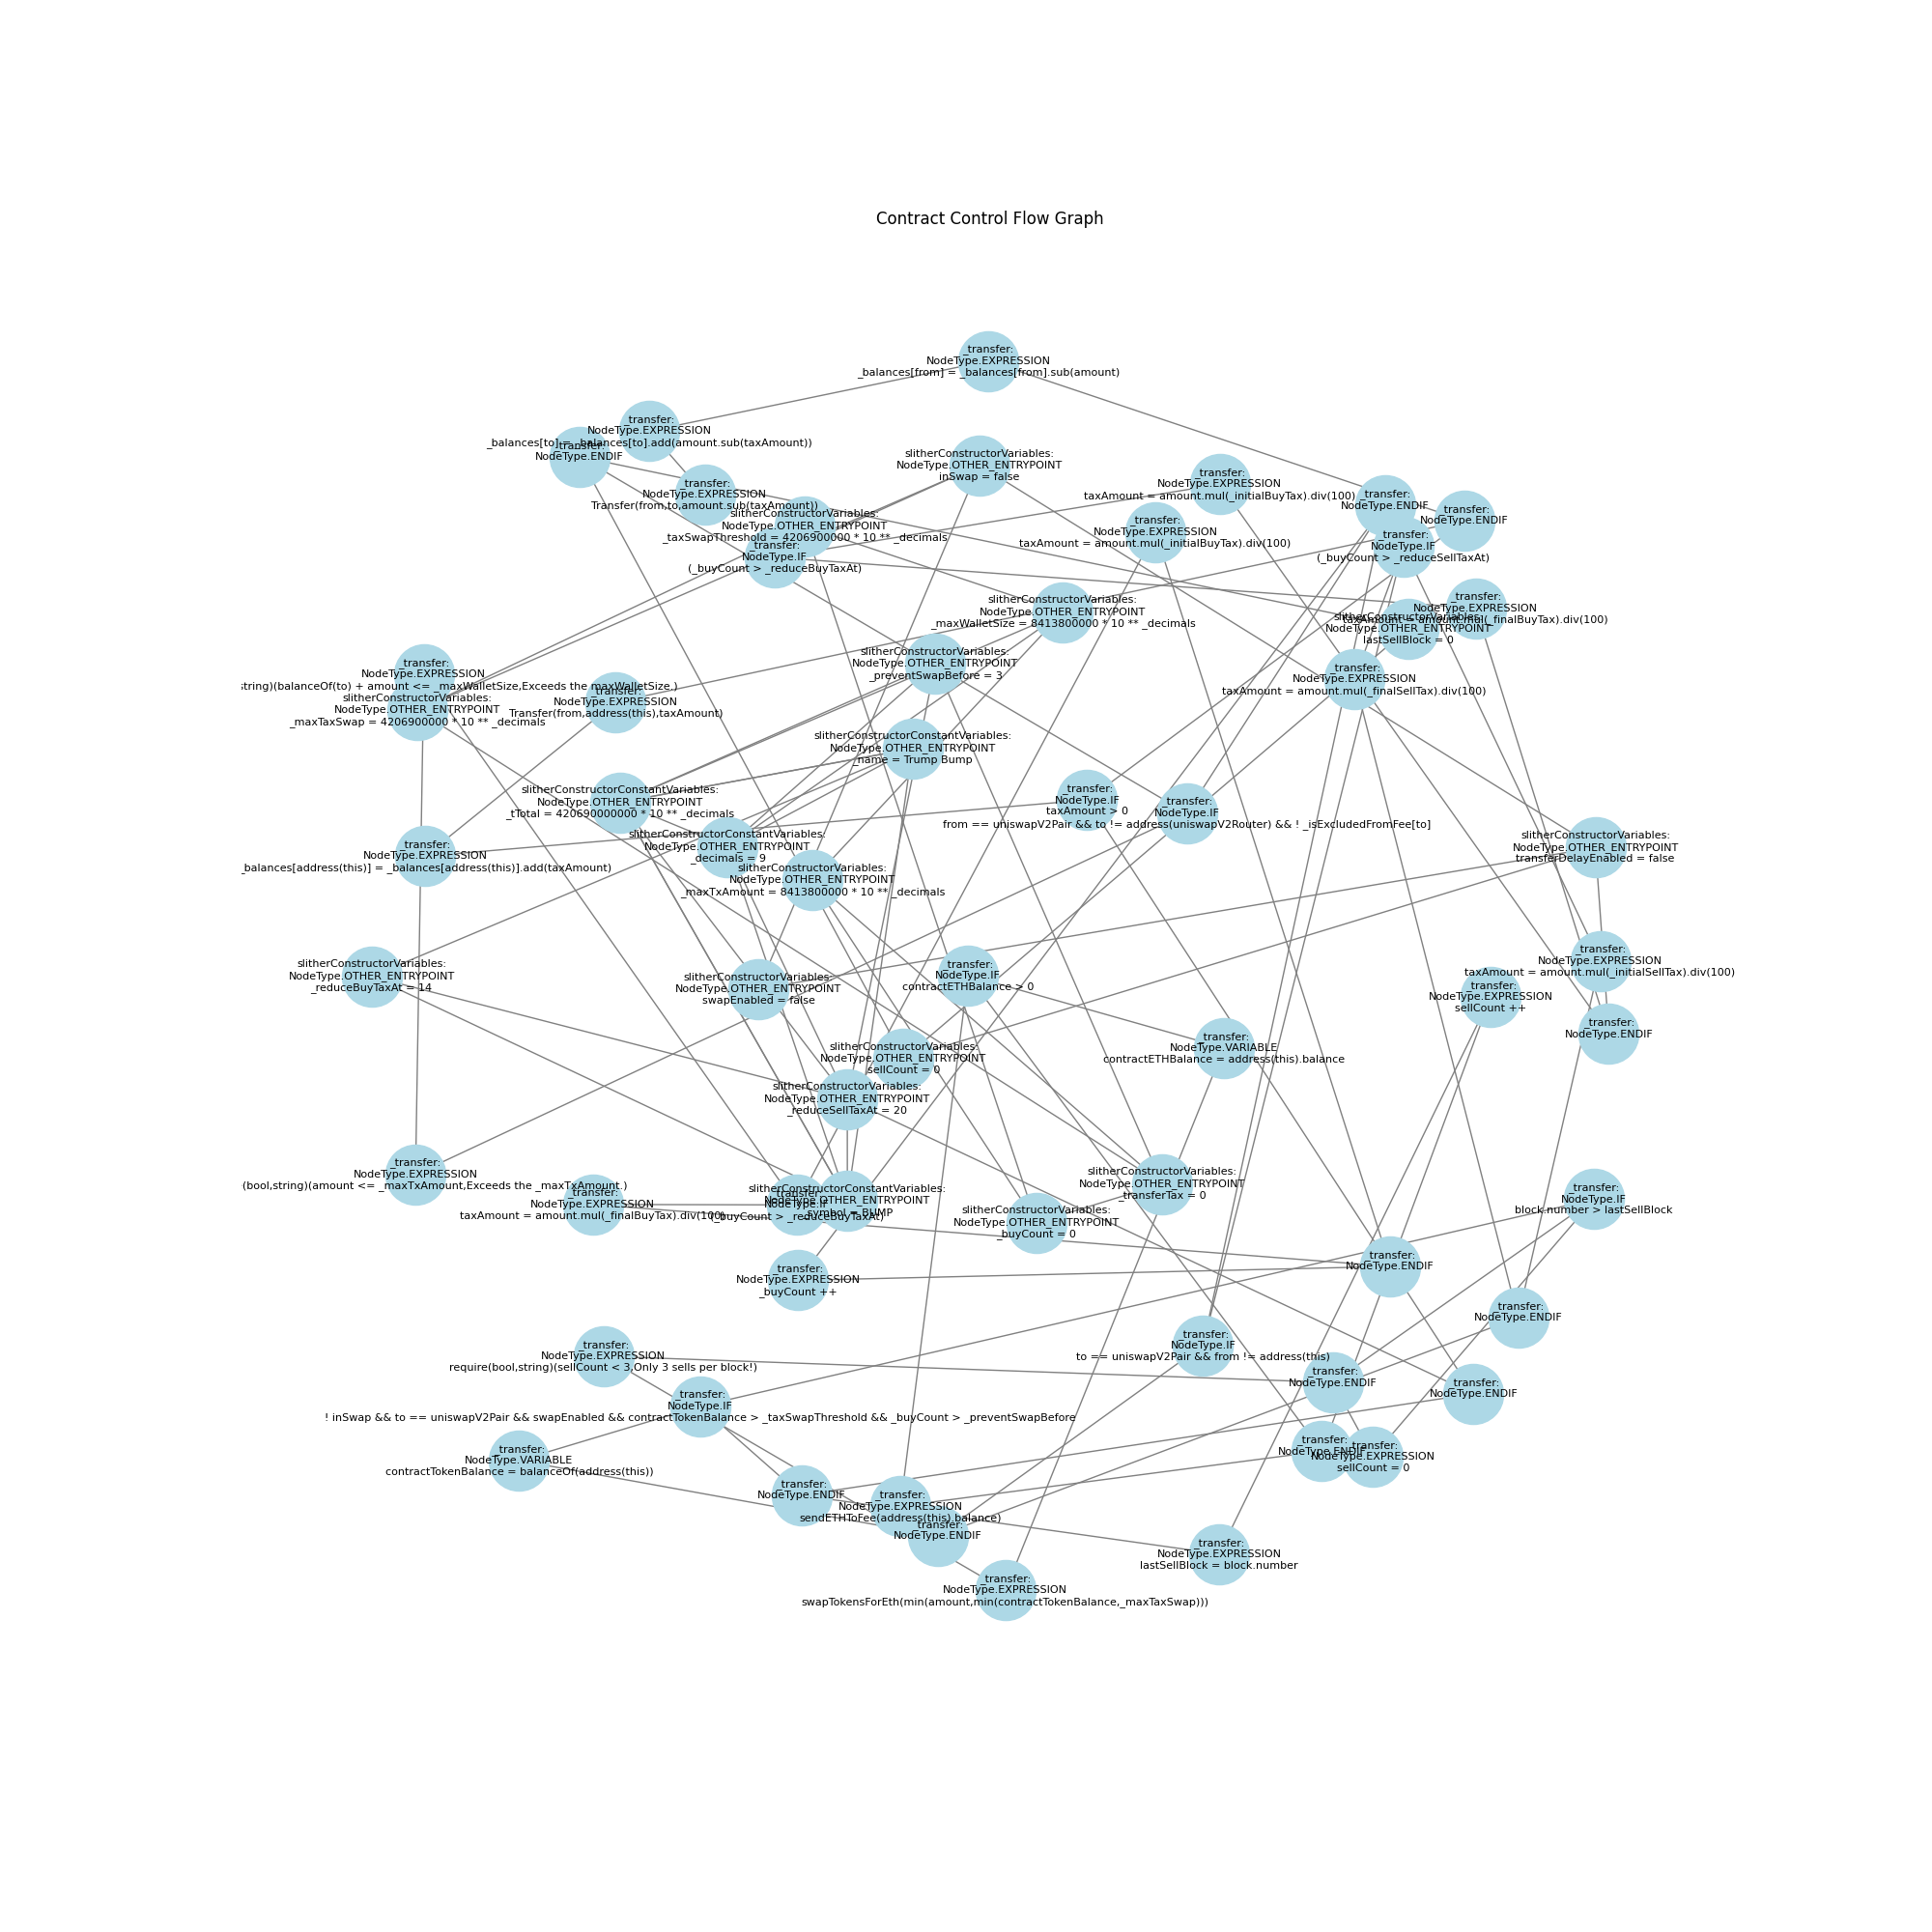 Contract Control Flow Graph
_transfer:
NodeType.EXPRESSION
_balances[from] = _balances[from].sub(amount)
_transfer:
NodeType.EXPRESSION
_balances[to] = _balances[to].add(amount.sub(taxAmount))
_transfer:
NodeType.ENDIF
slitherConstructorVariables:
NodeType.OTHER_ENTRYPOINT
inSwap = false
_transfer:
NodeType.EXPRESSION
taxAmount = amount.mul(_initialBuyTax).div(100)
_transfer:
NodeType.EXPRESSION
Transfer(from,to,amount.sub(taxAmount))
_transfer:
NodeType.ENDIF
_transfer:
NodeType.ENDIF
slitherConstructorVariables:
NodeType.OTHER_ENTRYPOINT
_taxSwapThreshold = 4206900000 * 10 ** _decimals
_transfer:
NodeType.EXPRESSION
taxAmount = amount.mul(_initialBuyTax).div(100)
_transfer:
NodeType.IF
(_buyCount > _reduceSellTaxAt)
_transfer:
NodeType.IF
(_buyCount > _reduceBuyTaxAt)
slitherConstructorVariables:
NodeType.OTHER_ENTRYPOINT
_maxWalletSize = 8413800000 * 10 ** _decimals
_transfer:
NodeType.EXPRESSION
taxAmount = amount.mul(_finalBuyTax).div(100)
slitherConstructorVariables:
NodeType.OTHER_ENTRYPOINT
lastSellBlock = 0
slitherConstructorVariables:
NodeType.OTHER_ENTRYPOINT
_preventSwapBefore = 3
_transfer:
NodeType.EXPRESSION
string)(balanceOf(to) + amount <= _maxWalletSize,Exceeds the maxWalletSize.)
_transfer:
NodeType.EXPRESSION
taxAmount = amount.mul(_finalSellTax).div(100)
slitherConstructorVariables:
NodeType.OTHER_ENTRYPOINT
_maxTaxSwap = 4206900000 * 10 ** _decimals
_transfer:
NodeType.EXPRESSION
Transfer(from,address(this),taxAmount)
slitherConstructorConstantVariables:
NodeType.OTHER_ENTRYPOINT
_name = Trump Bump
slitherConstructorConstantVariables:
NodeType.OTHER_ENTRYPOINT
_tTotal = 420690000000 * 10 ** _decimals
_transfer:
NodeType.IF
taxAmount > 0
_transfer:
NodeType.IF
from == uniswapV2Pair && to != address(uniswapV2Router) && ! _isExcludedFromFee[to]
slitherConstructorConstantVariables:
NodeType.OTHER_ENTRYPOINT
_decimals = 9
slitherConstructorVariables:
NodeType.OTHER_ENTRYPOINT
transferDelayEnabled = false
_transfer:
NodeType.EXPRESSION
_balances[address(this)] = _balances[address(this)].add(taxAmount)
slitherConstructorVariables:
NodeType.OTHER_ENTRYPOINT
_maxTxAmount = 8413800000 * 10 ** _decimals
slitherConstructorVariables:
NodeType.OTHER_ENTRYPOINT
_reduceBuyTaxAt = 14
slitherConstructorVariables:
NodeType.OTHER_ENTRYPOINT
swapEnabled = false
_transfer:
NodeType.IF
contractETHBalance > 0
_transfer:
NodeType.EXPRESSION
taxAmount = amount.mul(_initialSellTax).div(100)
_transfer:
NodeType.EXPRESSION
sellCount ++
_transfer:
NodeType.ENDIF
_transfer:
NodeType.VARIABLE
contractETHBalance = address(this).balance
slitherConstructorVariables:
NodeType.OTHER_ENTRYPOINT
sellCount = 0
slitherConstructorVariables:
NodeType.OTHER_ENTRYPOINT
_reduceSellTaxAt = 20
_transfer:
NodeType.EXPRESSION
(bool,string)(amount <= _maxTxAmount,Exceeds the _maxTxAmount.)
_transfer:
NodeType.EXPRESSION
taxAmount = amount.mul(_finalBuyTax).div(100)
_transfer:
NodeType.IF
(_buyCount > _reduceBuyTaxAt)
slitherConstructorConstantVariables:
NodeType.OTHER_ENTRYPOINT
_symbol = BUMP
slitherConstructorVariables:
NodeType.OTHER_ENTRYPOINT
_transferTax = 0
slitherConstructorVariables:
NodeType.OTHER_ENTRYPOINT
_buyCount = 0
_transfer:
NodeType.IF
block.number > lastSellBlock
_transfer:
NodeType.EXPRESSION
_buyCount ++
_transfer:
NodeType.ENDIF
_transfer:
NodeType.ENDIF
_transfer:
NodeType.EXPRESSION
require(bool,string)(sellCount < 3,Only 3 sells per block!)
_transfer:
NodeType.IF
to == uniswapV2Pair && from != address(this)
_transfer:
NodeType.ENDIF
_transfer:
NodeType.ENDIF
_transfer:
NodeType.IF
! inSwap && to == uniswapV2Pair && swapEnabled && contractTokenBalance > _taxSwapThreshold && _buyCount > _preventSwapBefore
_transfer:
NodeType.VARIABLE
contractTokenBalance = balanceOf(address(this))
_transfer:
NodeType.ENDIF
_transfer:
NodeType.EXPRESSION
sellCount = 0
_transfer:
NodeType.ENDIF
_transfer:
NodeType.EXPRESSION
sendETHToFee(address(this).balance)
_transfer:
NodeType.ENDIF
_transfer:
NodeType.EXPRESSION
lastSellBlock = block.number
_transfer:
NodeType.EXPRESSION
swapTokensForEth(min(amount,min(contractTokenBalance,_maxTaxSwap)))